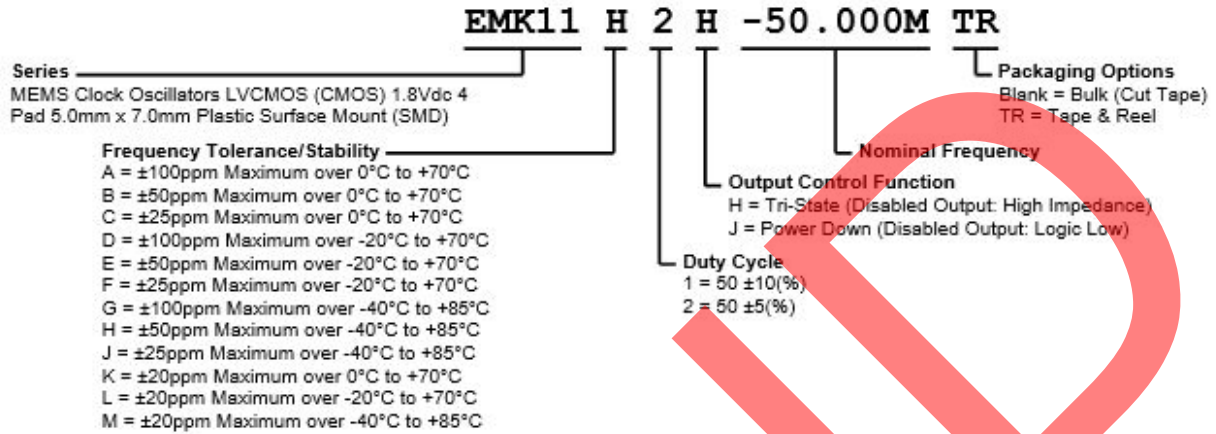 EMK11 H 2 H -50.000M TR
Series
MEMS Clock Oscillators LVCMOS (CMOS) 1.8Vdc 4
Pad 5.0mm x 7.0mm Plastic Surface Mount (SMD)
Frequency Tolerance/Stability
A = ±100ppm Maximum over 0°C to +70°C
B = ±50ppm Maximum over 0°C to +70°C
C = ±25ppm Maximum over 0°C to +70°C
D = ±100ppm Maximum over -20°C to +70°C
E = ±50ppm Maximum over -20°C to +70°C
F = ±25ppm Maximum over -20°C to +70°C
G = ±100ppm Maximum over -40°C to +85°C
H = ±50ppm Maximum over -40°C to +85°C
J = ±25ppm Maximum over -40°C to +85°C
K = ±20ppm Maximum over 0°C to +70°C
L = ±20ppm Maximum over -20°C to +70°C
M = ±20ppm Maximum over -40°C to +85°C
Duty Cycle
1 = 50 ±10(%)
2 = 50 ±5(%)
Output Control Function
H = Tri-State (Disabled Output: High Impedance)
J = Power Down (Disabled Output: Logic Low)
Nominal Frequency
Packaging Options
Blank = Bulk (Cut Tape)
TR = Tape & Reel